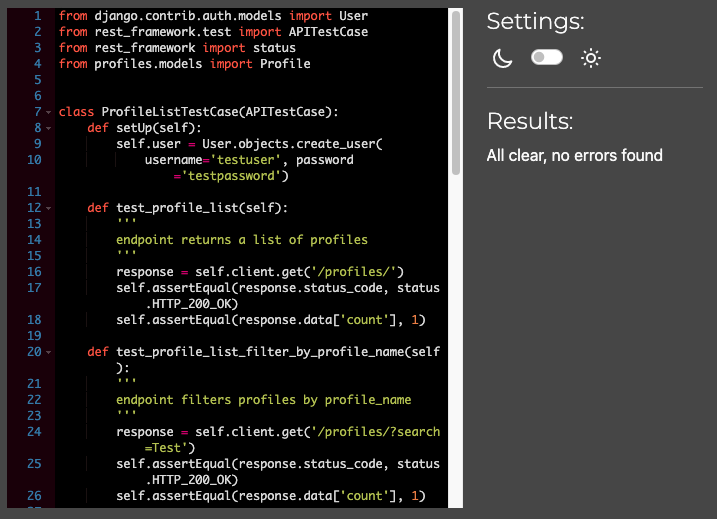 1 from django.contrib.auth.models import User
2 from rest_framework.test import APITestCase
3 from rest_framework import status
4 from profiles.models import Profile
5
6
7 class ProfileListTestCase(APITestCase):
8 def setUp(self):
9 self.user = User.objects.create_user(
10 username='testuser', password
='testpassword')
11
12 def test_profile_list(self):
13 '''
14 endpoint returns a list of profiles
15 '''
16 response = self.client.get('/profiles/')
17 self.assertEqual(response.status_code, status
.HTTP_200_OK)
18 self.assertEqual(response.data['count'], 1)
19
20 def test_profile_list_filter_by_profile_name(self
):
21 '''
22 endpoint filters profiles by profile_name
23 '''
24 response = self.client.get('/profiles/?search
=Test')
25 self.assertEqual(response.status_code, status
.HTTP_200_OK)
26 self.assertEqual(response.data['count'], 1)
Settings:
Results:
All clear, no errors found